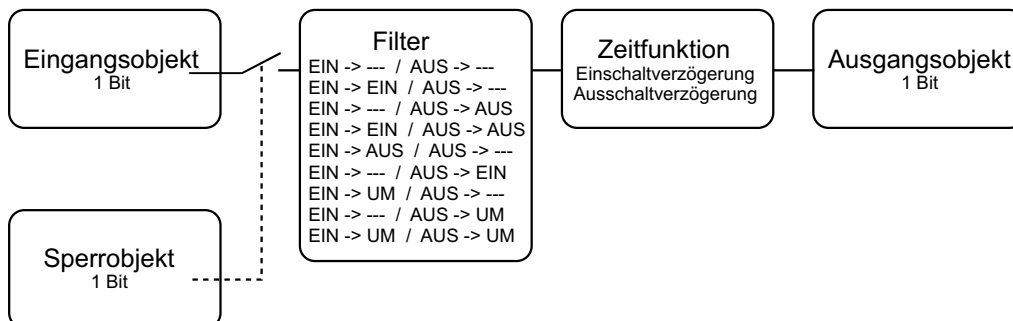 Eingangsobjekt
1 Bit
Filter
EIN -> --- / AUS -> ---
EIN -> EIN / AUS -> ---
EIN -> --- / AUS -> AUS
EIN -> EIN / AUS -> AUS
EIN -> AUS / AUS -> ---
EIN -> --- / AUS -> EIN
EIN -> UM / AUS -> ---
EIN -> --- / AUS -> UM
EIN -> UM / AUS -> UM
Zeitfunktion
Einschaltverzögerung
Ausschaltverzögerung
Ausgangsobjekt
1 Bit
Sperrobjekt
1 Bit